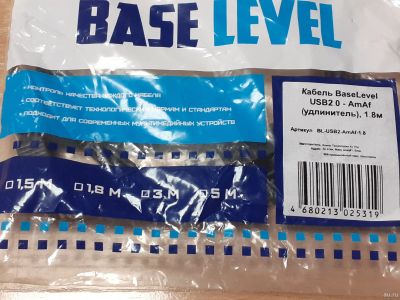 BASE LEVEL
• КОНТРОЛЬ КАЧЕСТВА КАЖДОГО КАБЕЛЯ
• СООТВЕТСТВУЕТ ТЕХНОЛОГИЧЕСКИМ НОРМАМ И СТАНДАРТАМ
• ПОДХОДИТ ДЛЯ СОВРЕМЕННЫХ МУЛЬТИМЕДИЙНЫХ УСТРОЙСТВ
1,5 М 1,8 М 3 М 5 М
Кабель BaseLevel
USB2.0 - AmAf
(удлинитель), 1.8м
Артикул: BL-USB2-AmAf-1.8
4 680213 025319